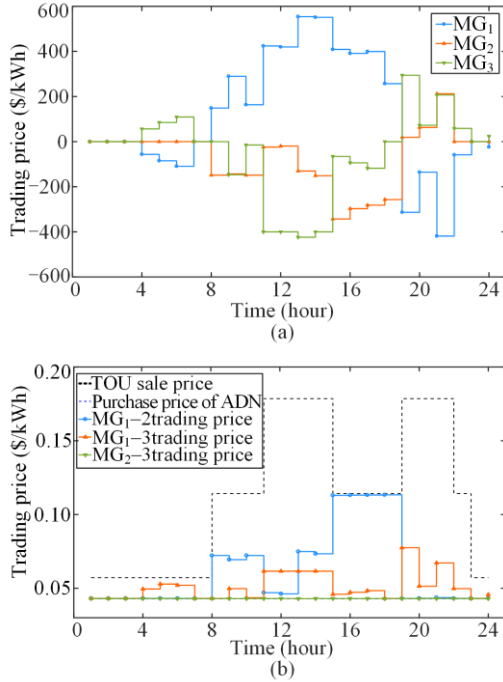 600
400
200
0
−200
−400
−600
Trading price ($/kWh)
MG1
MG2
MG3
4 8 12 16 20 24
Time (hour)
(a)
0.20
0.15
0.10
0.05
Trading price ($/kWh)
TOU sale price
Purchase price of ADN
MG1−2trading price
MG1−3trading price
MG2−3trading price
0 4 8 12 16 20 24
Time (hour)
(b)